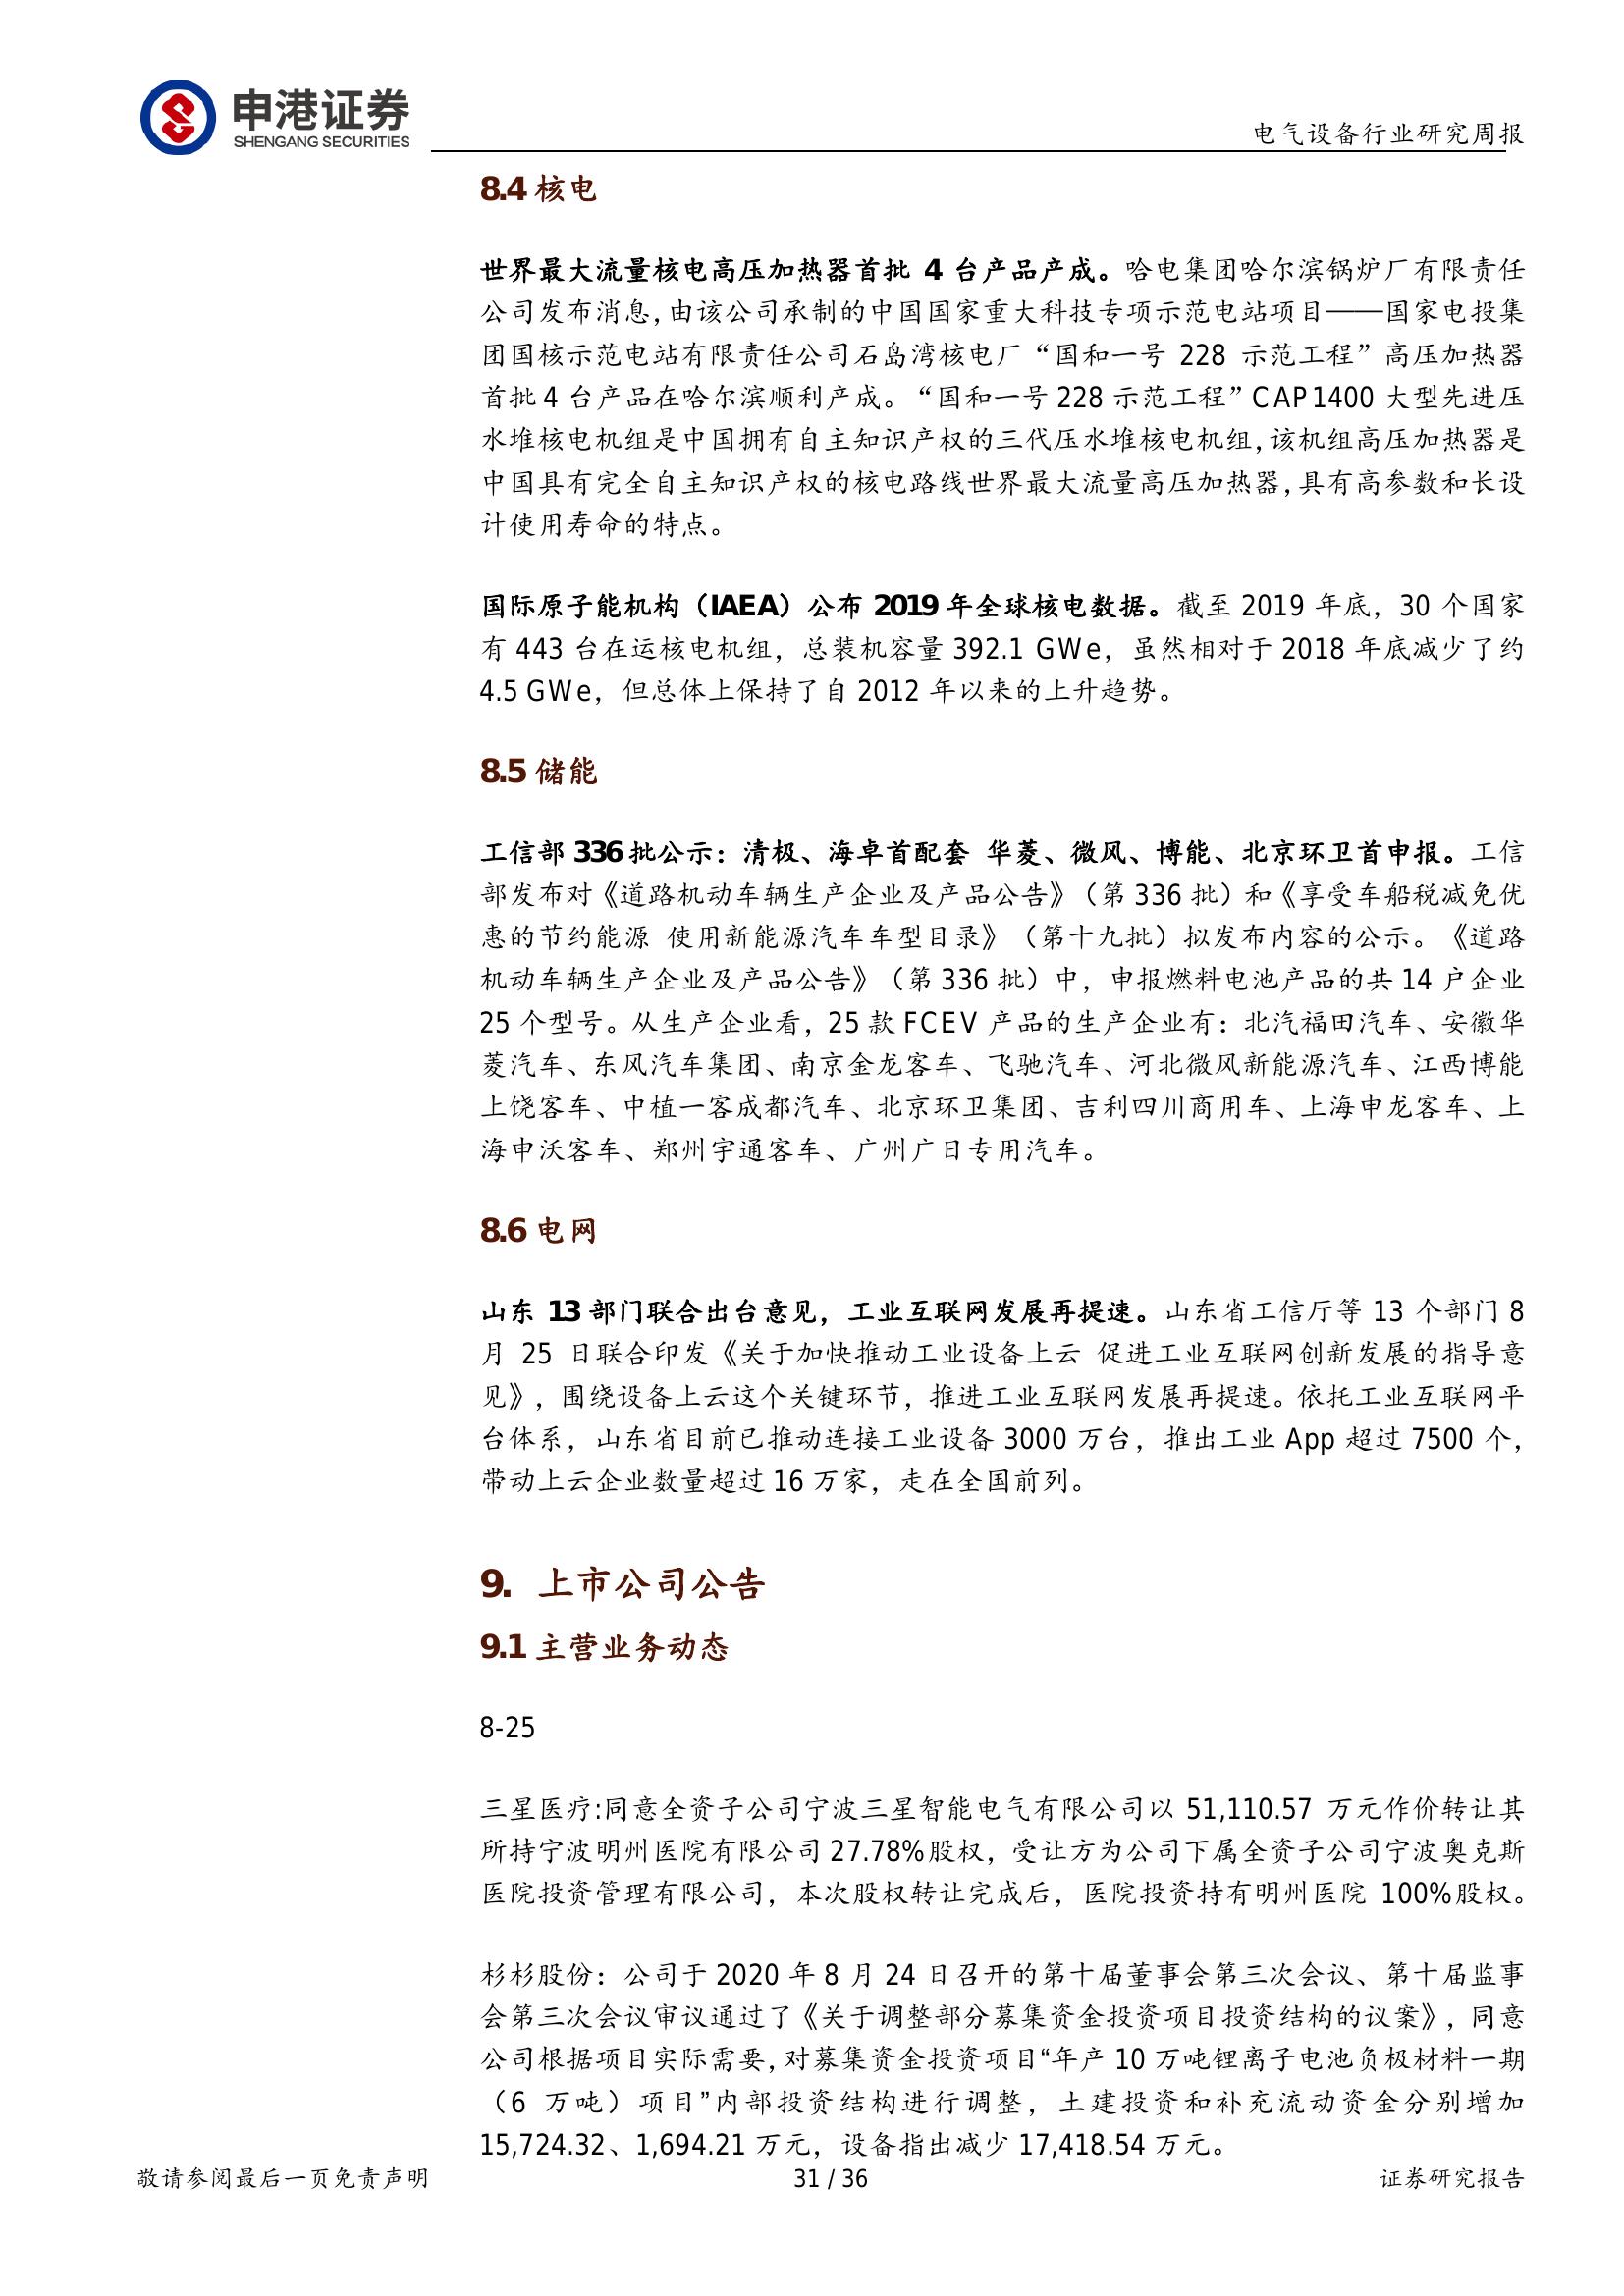 申港证券
SHENGANG SECURITIES
电气设备行业研究周报
8.4 核电
世界最大流量核电高压加热器首批 4 台产品产成。哈电集团哈尔滨锅炉厂有限责任
公司发布消息,由该公司承制的中国国家重大科技专项示范电站项目——国家电投集
团国核示范电站有限责任公司石岛湾核电厂“国和一号 228 示范工程”高压加热器
首批 4 台产品在哈尔滨顺利产成。“国和一号 228 示范工程”CAP1400 大型先进压
水堆核电机组是中国拥有自主知识产权的三代压水堆核电机组,该机组高压加热器是
中国具有完全自主知识产权的核电路线世界最大流量高压加热器,具有高参数和长设
计使用寿命的特点。
国际原子能机构（IAEA）公布 2019 年全球核电数据。截至 2019 年底，30 个国家
有 443 台在运核电机组，总装机容量 392.1 GWe，虽然相对于 2018 年底减少了约
4.5 GWe，但总体上保持了自 2012 年以来的上升趋势。
8.5 储能
工信部 336 批公示：清极、海卓首配套 华菱、微风、博能、北京环卫首申报。工信
部发布对《道路机动车辆生产企业及产品公告》（第 336 批）和《享受车船税减免优
惠的节约能源 使用新能源汽车车型目录》（第十九批）拟发布内容的公示。《道路
机动车辆生产企业及产品公告》（第 336 批）中，申报燃料电池产品的共 14 户企业
25 个型号。从生产企业看，25 款 FCEV 产品的生产企业有：北汽福田汽车、安徽华
菱汽车、东风汽车集团、南京金龙客车、飞驰汽车、河北微风新能源汽车、江西博能
上饶客车、中植一客成都汽车、北京环卫集团、吉利四川商用车、上海申龙客车、上
海申沃客车、郑州宇通客车、广州广日专用汽车。
8.6 电网
山东 13 部门联合出台意见，工业互联网发展再提速。山东省工信厅等 13 个部门 8
月 25 日联合印发《关于加快推动工业设备上云 促进工业互联网创新发展的指导意
见》，围绕设备上云这个关键环节，推进工业互联网发展再提速。依托工业互联网平
台体系，山东省目前已推动连接工业设备 3000 万台，推出工业 App 超过 7500 个，
带动上云企业数量超过 16 万家，走在全国前列。
9. 上市公司公告
9.1 主营业务动态
8-25
三星医疗:同意全资子公司宁波三星智能电气有限公司以 51,110.57 万元作价转让其
所持宁波明州医院有限公司 27.78%股权，受让方为公司下属全资子公司宁波奥克斯
医院投资管理有限公司，本次股权转让完成后，医院投资持有明州医院 100%股权。
杉杉股份：公司于 2020 年 8 月 24 日召开的第十届董事会第三次会议、第十届监事
会第三次会议审议通过了《关于调整部分募集资金投资项目投资结构的议案》，同意
公司根据项目实际需要,对募集资金投资项目“年产 10 万吨锂离子电池负极材料一期
（6 万吨）项目”内部投资结构进行调整，土建投资和补充流动资金分别增加
15,724.32、1,694.21 万元，设备指出减少 17,418.54 万元。
敬请参阅最后一页免责声明
31 / 36
证券研究报告